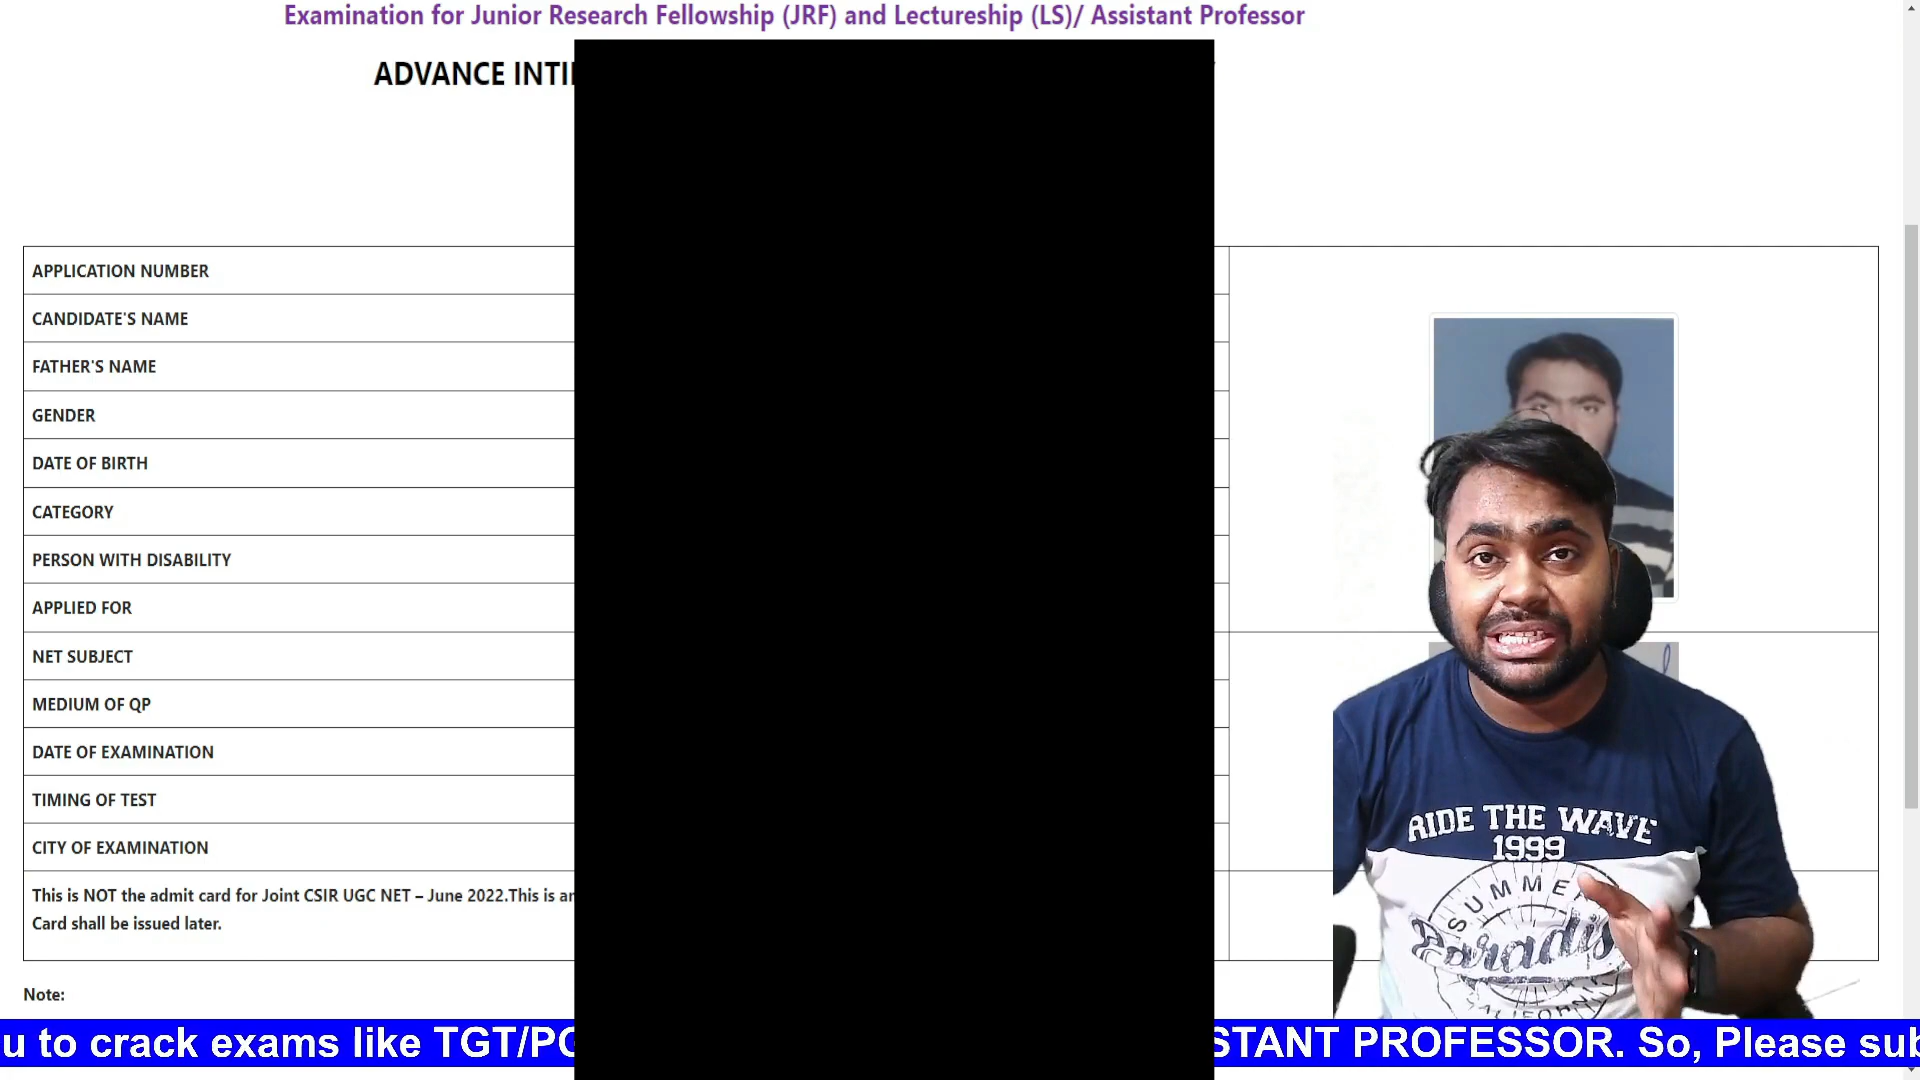 Examination for Junior Research Fellowship (JRF) and Lectureship (LS)/ Assistant Professor
ADVANCE
APPLICATION NUMBER
CANDIDATE'S NAME
FATHER'S NAME
GENDER
DATE OF BIRTH
CATEGORY
PERSON WITH DISABILITY
APPLIED FOR
NET SUBJECT
MEDIUM OF QP
DATE OF EXAMINATION
TIMING OF TEST
CITY OF EXAMINATION
This is NOT the admit card for Joint CSIR UGC NET – June 2022.This is
Card shall be issued later.
Note:
u to crack exams like TGT/PG STANT PROFESSOR. So, Please sub
RIDE THE WAVE
1999
SUMMER
Paradis
CALIFORNI